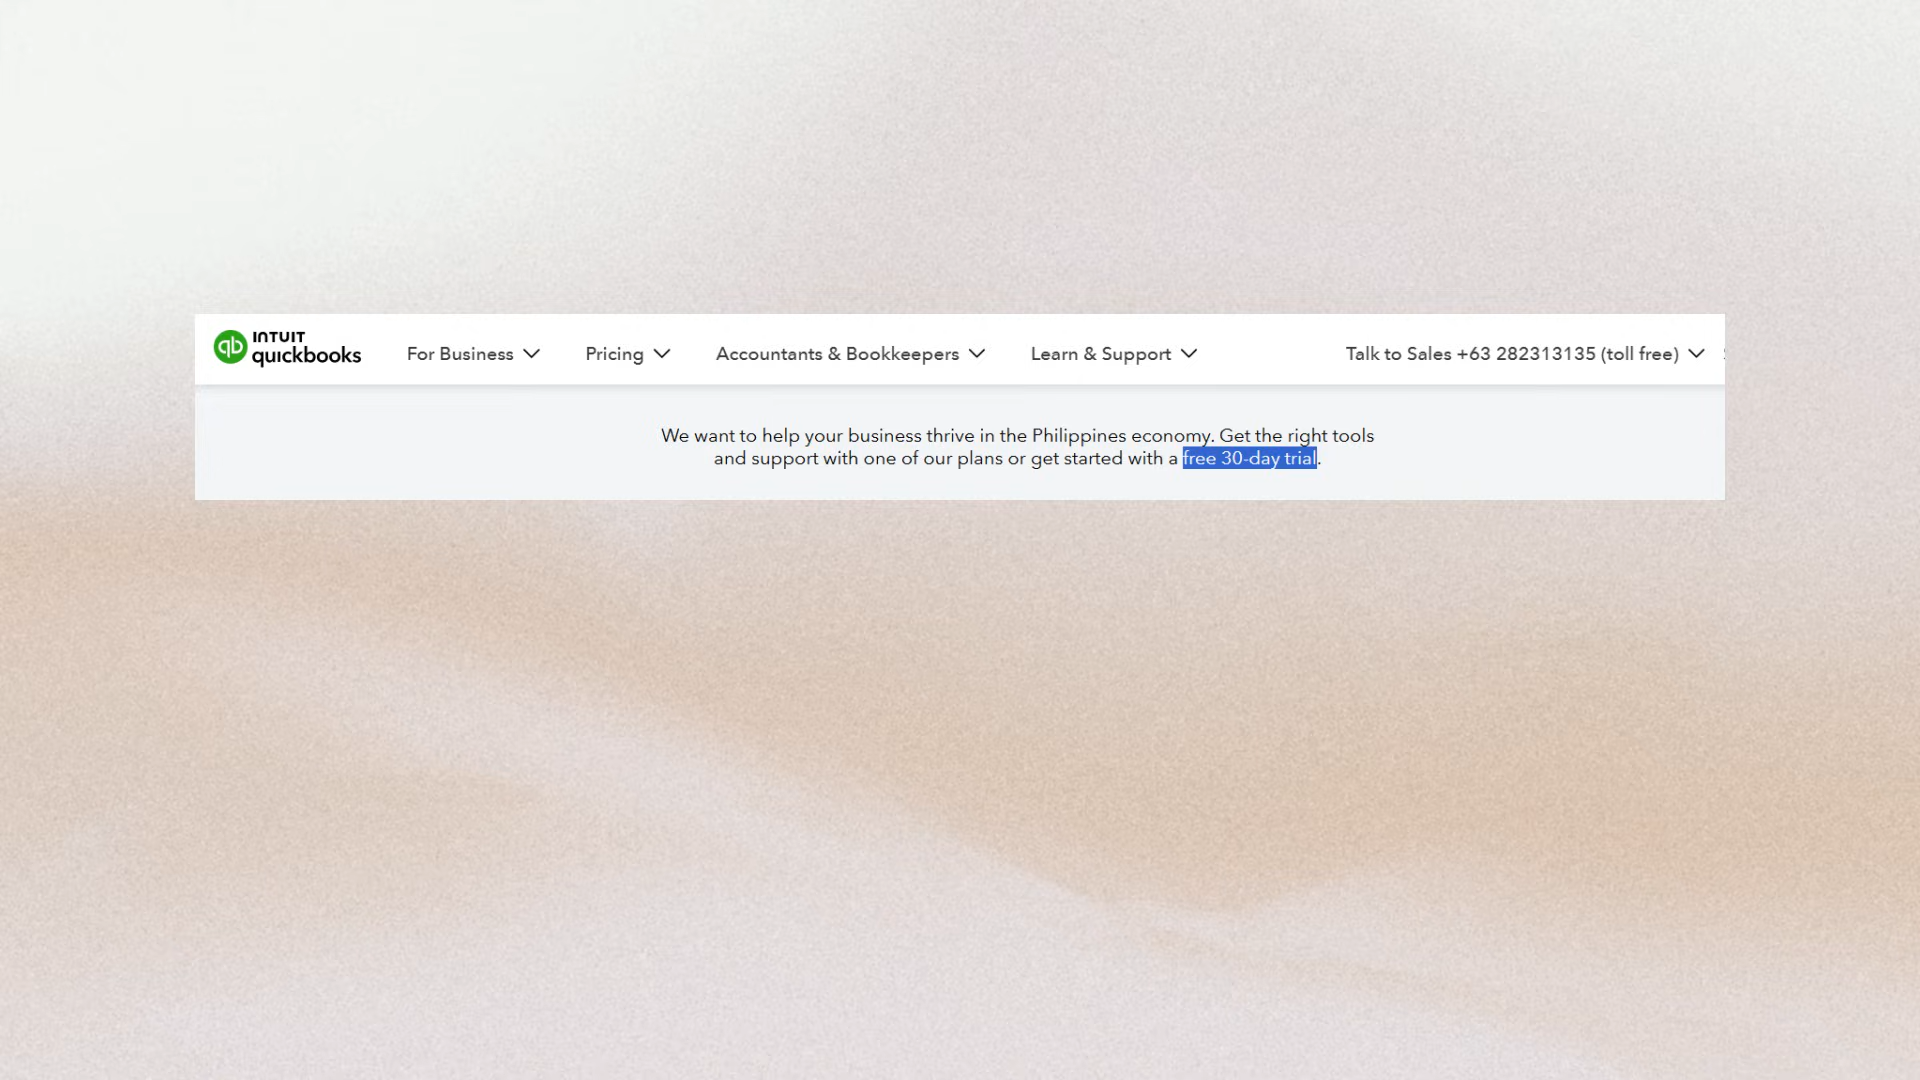 qb INTUIT quickbooks
For Business
Pricing
Accountants & Bookkeepers
Learn & Support
Talk to Sales +63 282313135 (toll free)
We want to help your business thrive in the Philippines economy. Get the right tools
and support with one of our plans or get started with a free 30-day trial.